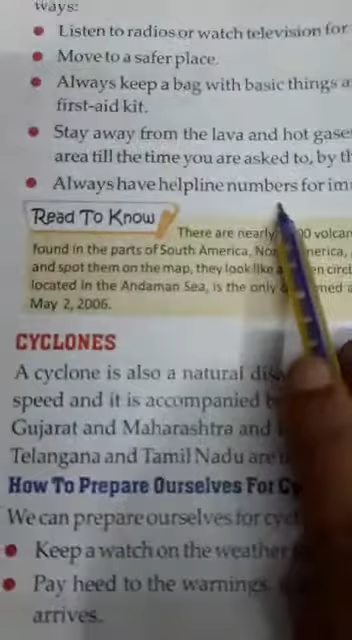 ways:
Listen to radios or watch television for
Move to a safer place.
Always keep a bag with basic things a
first-aid kit.
Stay away from the lava and hot gase
area till the time you are asked to, by th
Always have helpline numbers for im
Read To Know
There are nearly 00 volcan
found in the parts of South America, No merica,
and spot them on the map, they look like a en circl
located in the Andaman Sea, is the only med a
May 2, 2006.
CYCLONES
A cyclone is also a natural dis
speed and it is accompanied
Gujarat and Maharashtra and
Telangana and Tamil Nadu are
How To Prepare Ourselves For Cy
We can prepare ourselves for cycl
Keep a watch on the weather
Pay heed to the warnings
arrives.